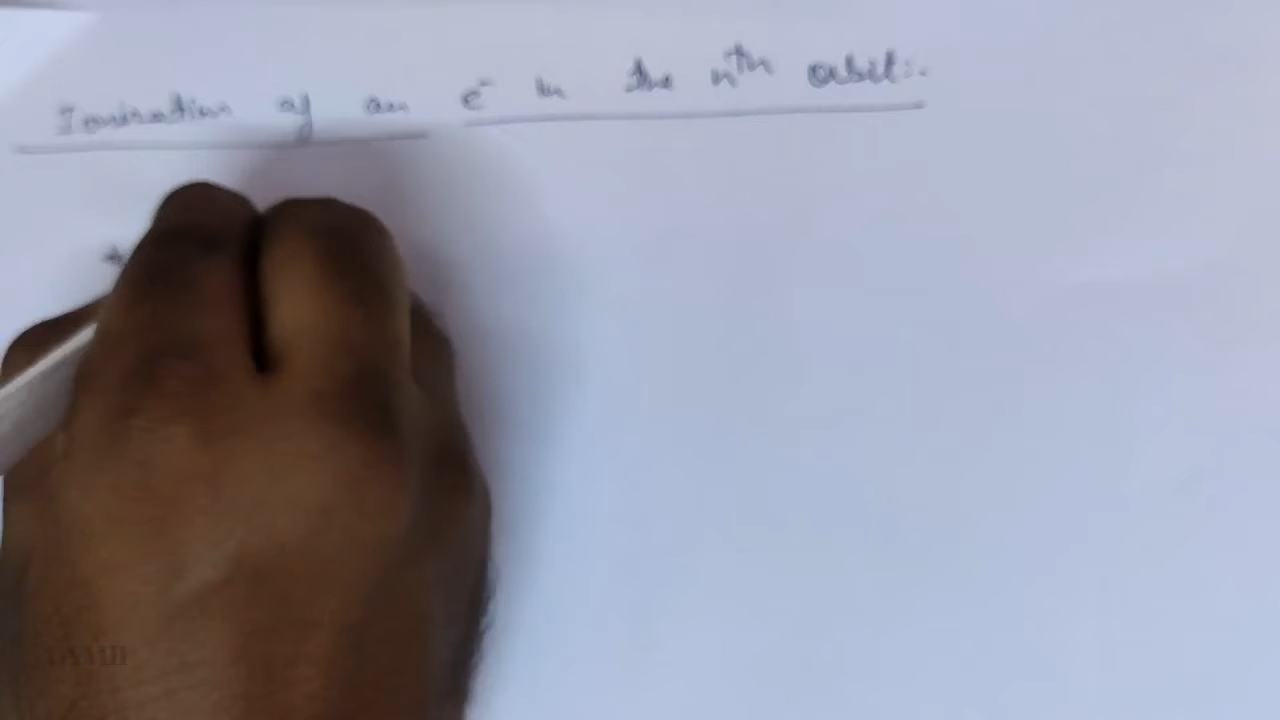 Ionisation of an e⁻ in the nᵗʰ orbit:-